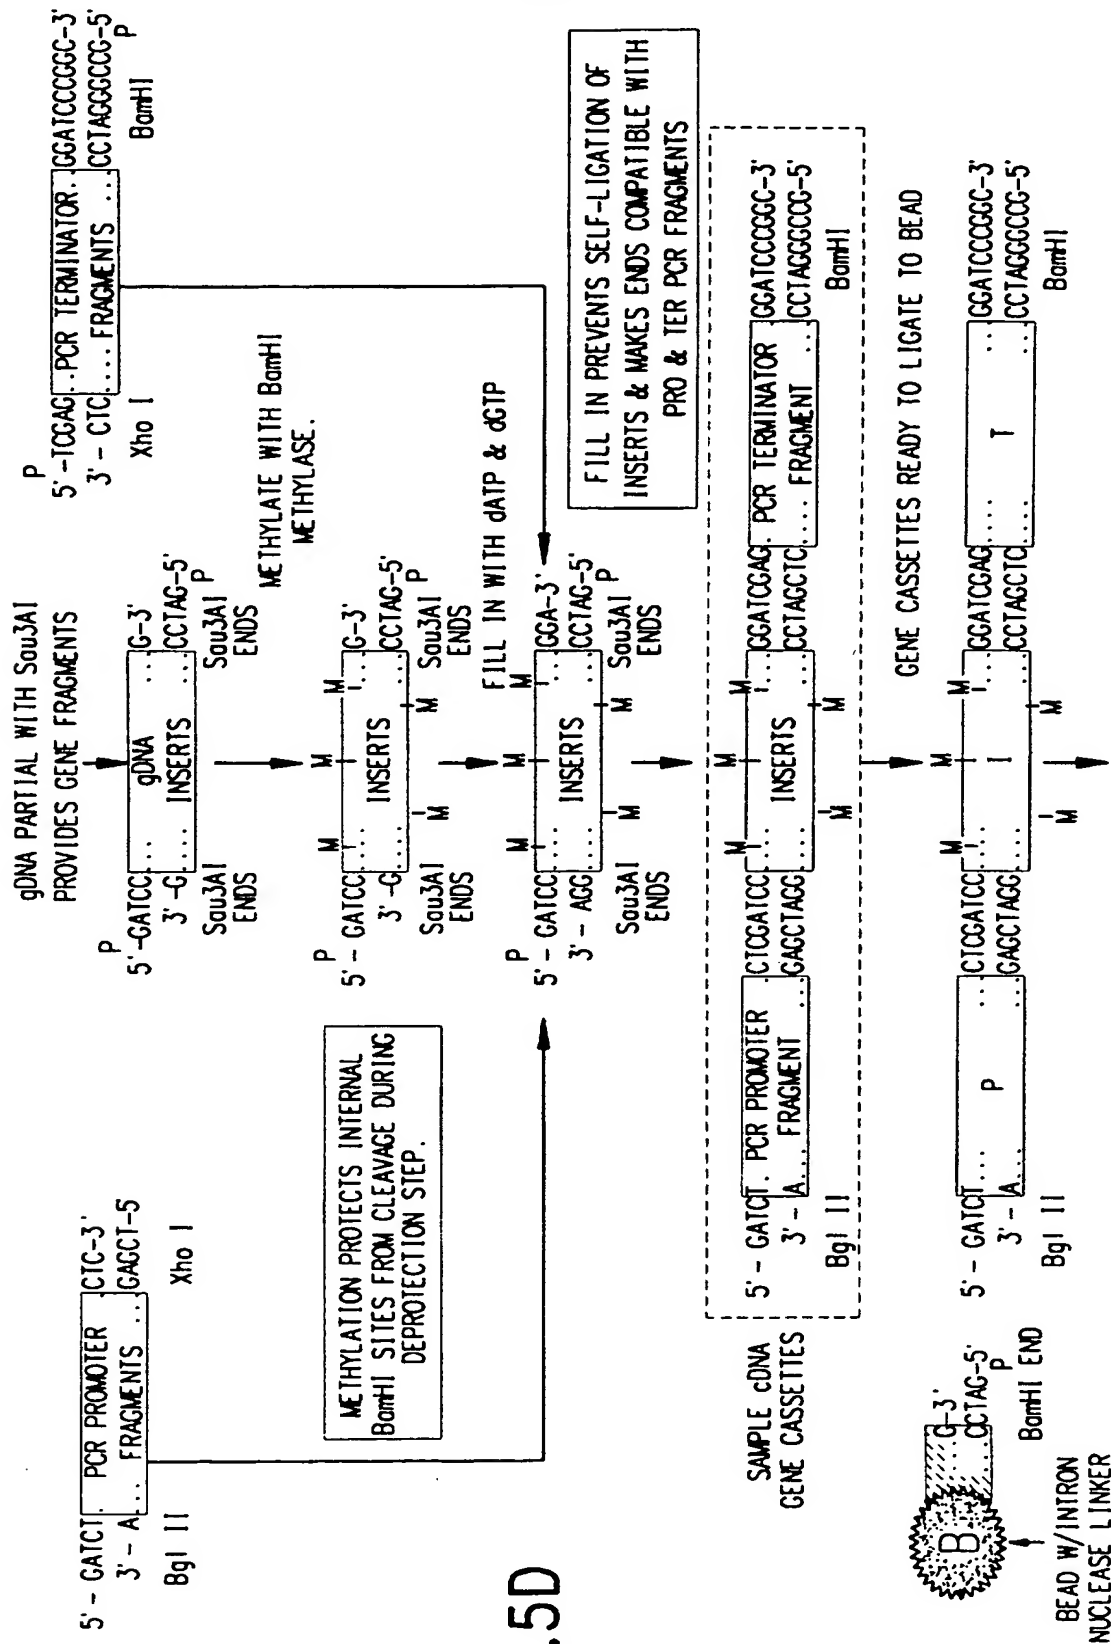 gDNA PARTIAL WITH Sau3AI
PROVIDES GENE FRAGMENTS
P
5'-TCGAG..PCR TERMINATOR..GGATCCCGGC-3'
3'- CTC....FRAGMENTS ...CCTAGGGCCG-5'
P
Xho I
BamHI
P
5'-GATCC.... gDNA ...G-3'
3'-G.... INSERTS ...CCTAG-5'
P
Sau3AI
ENDS
Sau3AI
ENDS
METHYLATE WITH BamHI
METHYLASE.
5'- GATCT. PCR PROMOTER .CTC-3'
3'- A.... FRAGMENTS ...GAGCT-5
Bgl II
Xho I
METHYLATION PROTECTS INTERNAL
BamHI SITES FROM CLEAVAGE DURING
DEPROTECTION STEP.
M M M
P
5'- GATCC.... INSERTS ...G-3'
3'-G.... ...CCTAG-5'
P
M M
Sau3AI
ENDS
Sau3AI
ENDS
FILL IN WITH dATP & dGTP
M M M
P
5'- GATCC.... INSERTS ...GGA-3'
3'- AGG.... ...CCTAG-5'
P
M M
Sau3AI
ENDS
Sau3AI
ENDS
FILL IN PREVENTS SELF-LIGATION OF
INSERTS & MAKES ENDS COMPATIBLE WITH
PRO & TER PCR FRAGMENTS
SAMPLE cDNA
GENE CASSETTES
M M M
5'- GATCT. PCR PROMOTER .CTCGATCC.... INSERTS ...GGATCGAG. PCR TERMINATOR ..GGATCCCGGC-3'
3'- A.... FRAGMENT ...GAGCTAGG.... ...CCTAGCTC.... FRAGMENT ...CCTAGGGCCG-5'
M M
Bgl II
BamHI
GENE CASSETTES READY TO LIGATE TO BEAD
B
G-3'
CCTAG-5'
P
BamHI END
BEAD W/INTRON
NUCLEASE LINKER
M M M
5'- GATCT.... P ..CTCGATCC.... I ...GGATCGAG.... T ..GGATCCCGGC-3'
3'- A... ...GAGCTAGG.... ...CCTAGCTC.... ...CCTAGGGCCG-5'
M M
Bgl II
BamHI
.5D